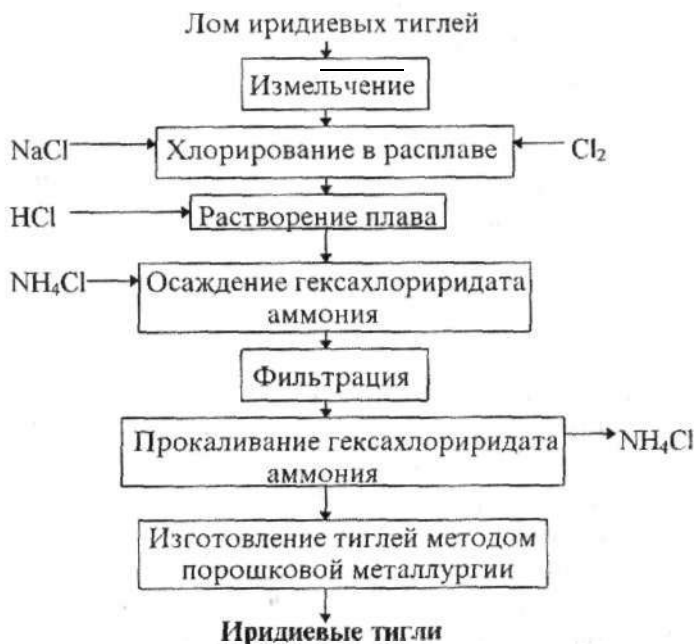 Лом иридиевых тиглей
Измельчение
NaCl
Хлорирование в расплаве
Cl₂
HCl
Растворение плава
NH₄Cl
Осаждение гексахлориридата
аммония
Фильтрация
Прокаливание гексахлориридата
аммония
NH₄Cl
Изготовление тиглей методом
порошковой металлургии
Иридиевые тигли